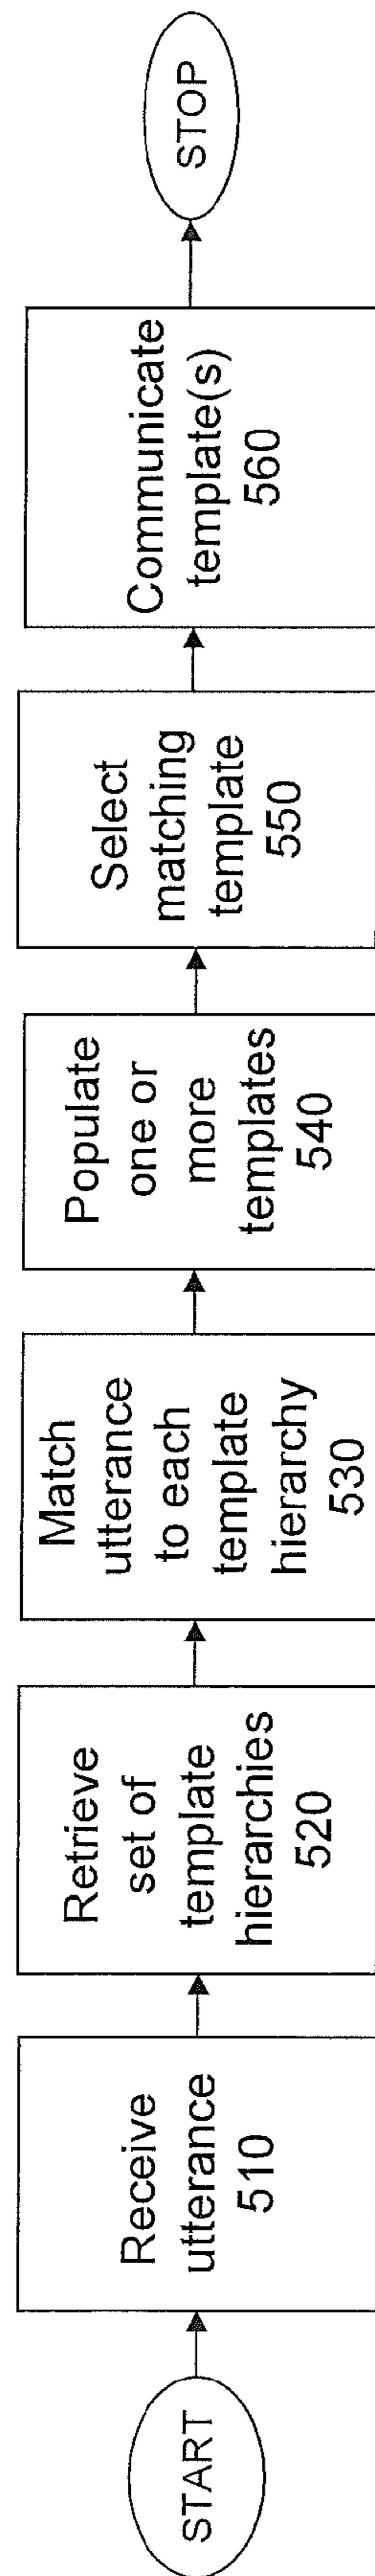 START
Receive
utterance
510
Retrieve
set of
template
hierarchies
520
Match
utterance
to each
template
hierarchy
530
Populate
one or
more
templates
540
Select
matching
template
550
Communicate
template(s)
560
STOP